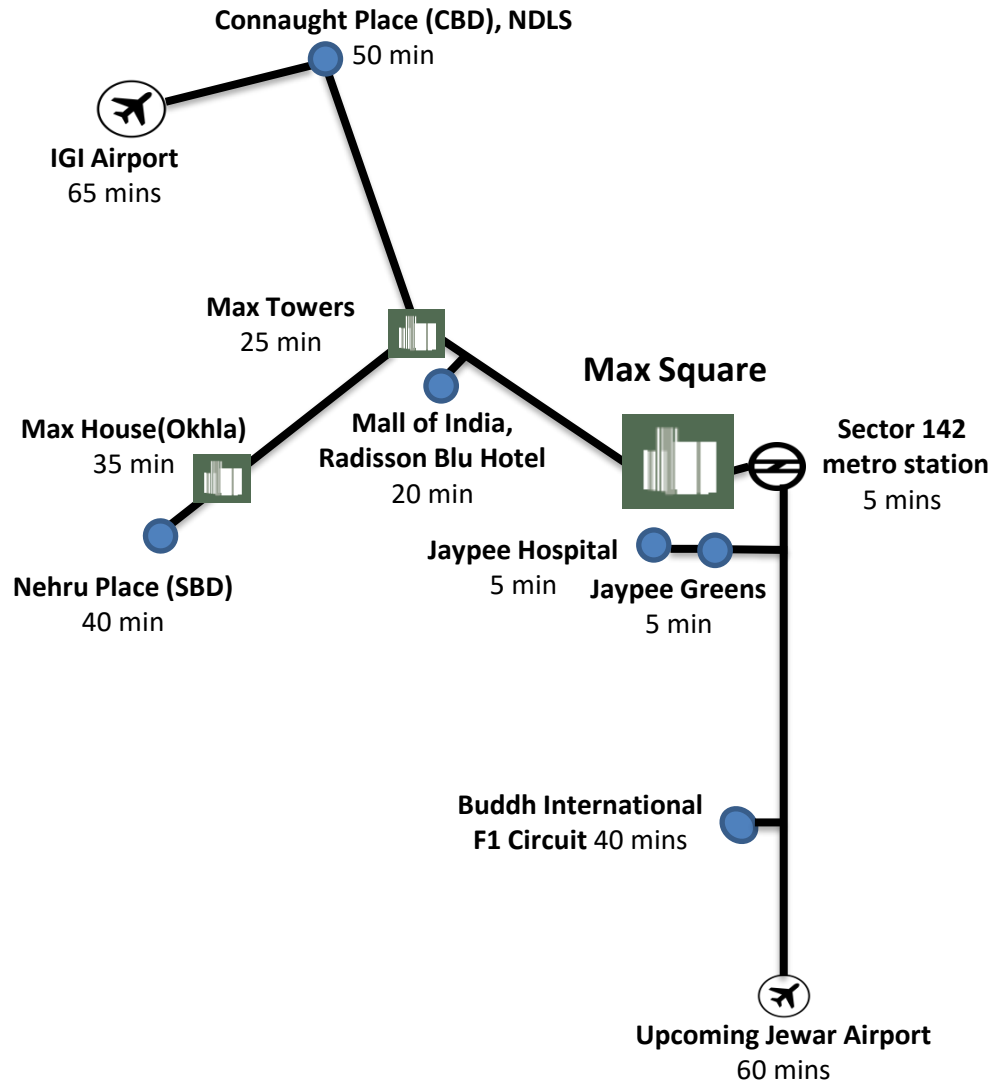 Connaught Place (CBD), NDLS
50 min
IGI Airport
65 mins
Max Towers
25 min
Max Square
Mall of India,
Radisson Blu Hotel
20 min
Max House(Okhla)
35 min
Sector 142
metro station
5 mins
Jaypee Hospital
5 min
Jaypee Greens
5 min
Nehru Place (SBD)
40 min
Buddh International
F1 Circuit 40 mins
Upcoming Jewar Airport
60 mins